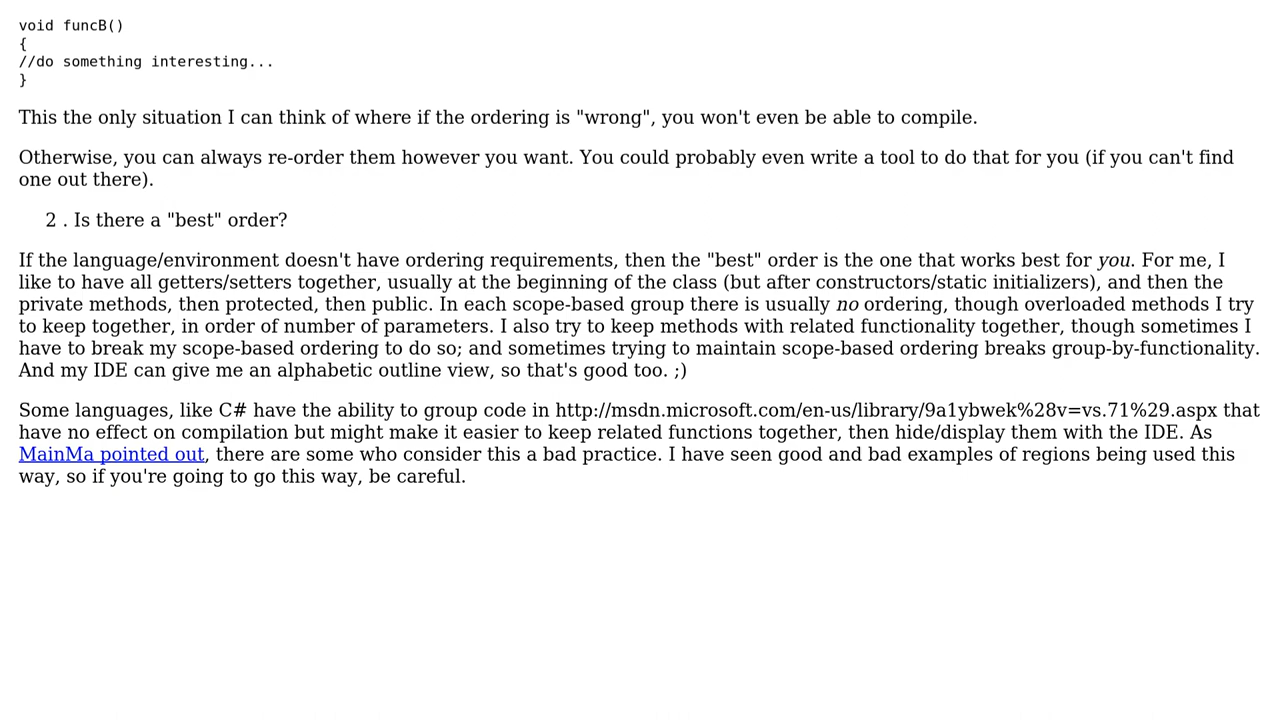 void funcB()
{
//do something interesting...
}
This the only situation I can think of where if the ordering is "wrong", you won't even be able to compile.
Otherwise, you can always re-order them however you want. You could probably even write a tool to do that for you (if you can't find
one out there).
2 . Is there a "best" order?
If the language/environment doesn't have ordering requirements, then the "best" order is the one that works best for you. For me, I
like to have all getters/setters together, usually at the beginning of the class (but after constructors/static initializers), and then the
private methods, then protected, then public. In each scope-based group there is usually no ordering, though overloaded methods I try
to keep together, in order of number of parameters. I also try to keep methods with related functionality together, though sometimes I
have to break my scope-based ordering to do so; and sometimes trying to maintain scope-based ordering breaks group-by-functionality.
And my IDE can give me an alphabetic outline view, so that's good too. ;)
Some languages, like C# have the ability to group code in http://msdn.microsoft.com/en-us/library/9a1ybwek%28v=vs.71%29.aspx that
have no effect on compilation but might make it easier to keep related functions together, then hide/display them with the IDE. As
MainMa pointed out, there are some who consider this a bad practice. I have seen good and bad examples of regions being used this
way, so if you're going to go this way, be careful.